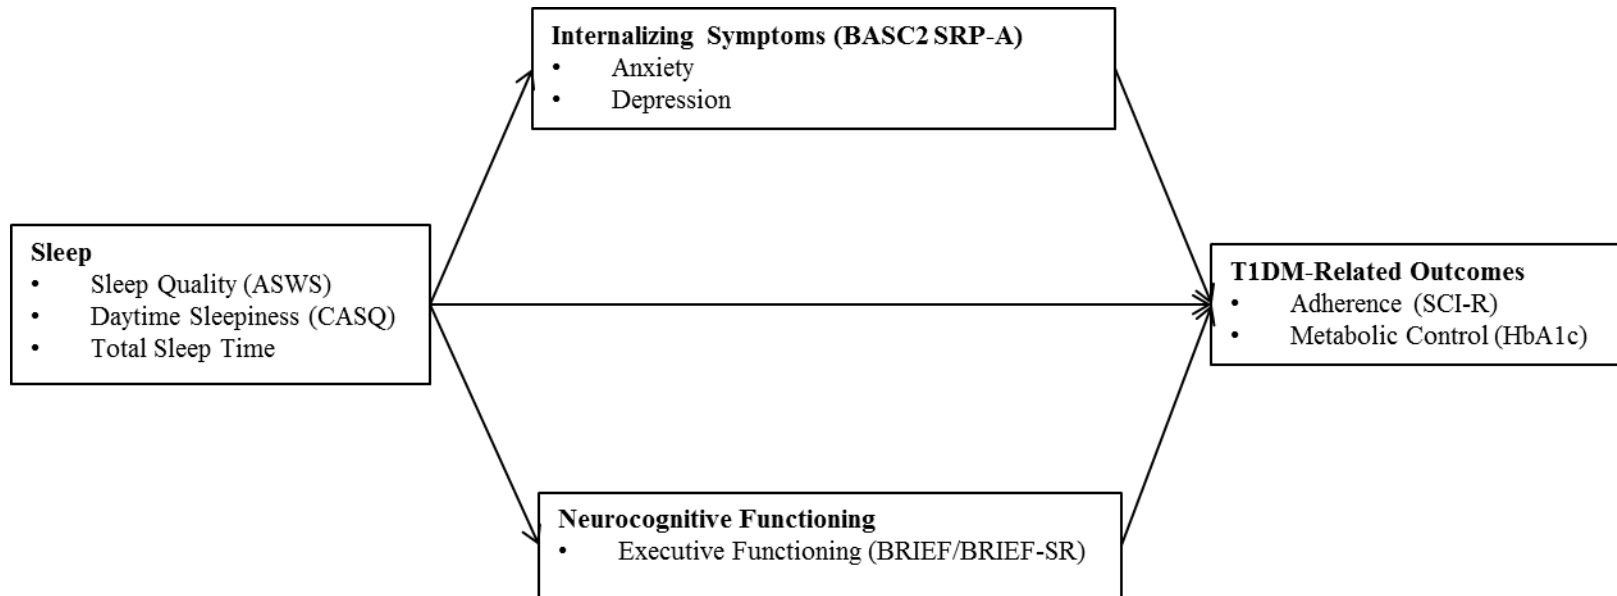 Internalizing Symptoms (BASC2 SRP-A)
• Anxiety
• Depression
Sleep
• Sleep Quality (ASWS)
• Daytime Sleepiness (CASQ)
• Total Sleep Time
T1DM-Related Outcomes
• Adherence (SCI-R)
• Metabolic Control (HbA1c)
Neurocognitive Functioning
• Executive Functioning (BRIEF/BRIEF-SR)